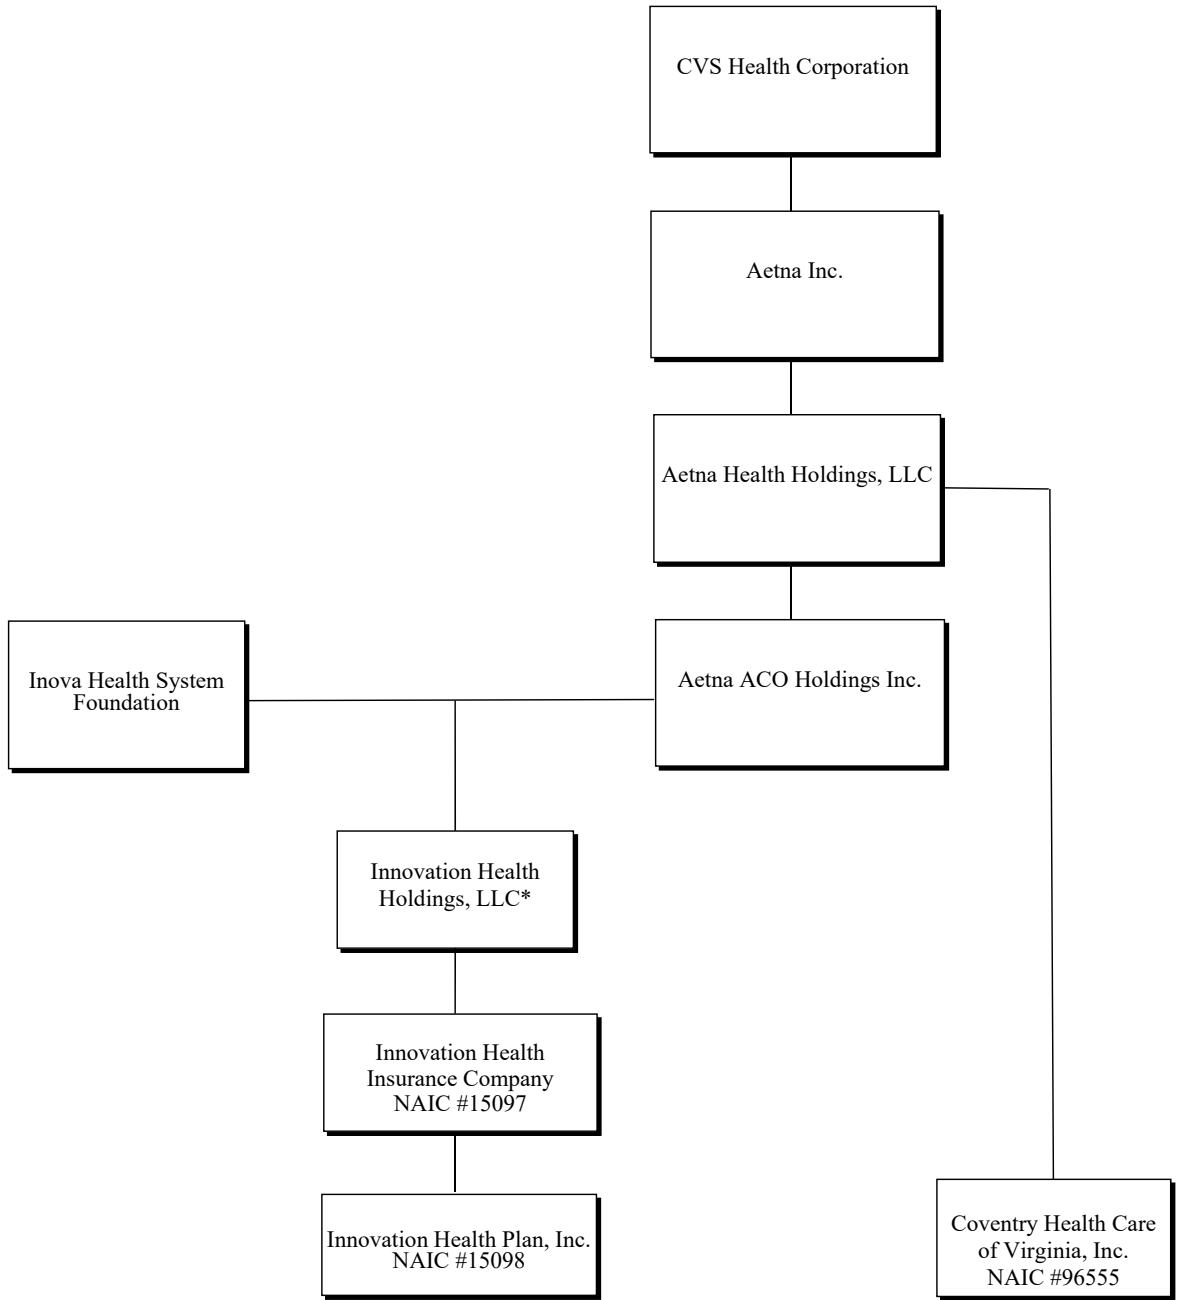 CVS Health Corporation
Aetna Inc.
Aetna Health Holdings, LLC
Inova Health System
Foundation
Aetna ACO Holdings Inc.
Innovation Health
Holdings, LLC*
Innovation Health
Insurance Company
NAIC #15097
Innovation Health Plan, Inc.
NAIC #15098
Coventry Health Care
of Virginia, Inc.
NAIC #96555